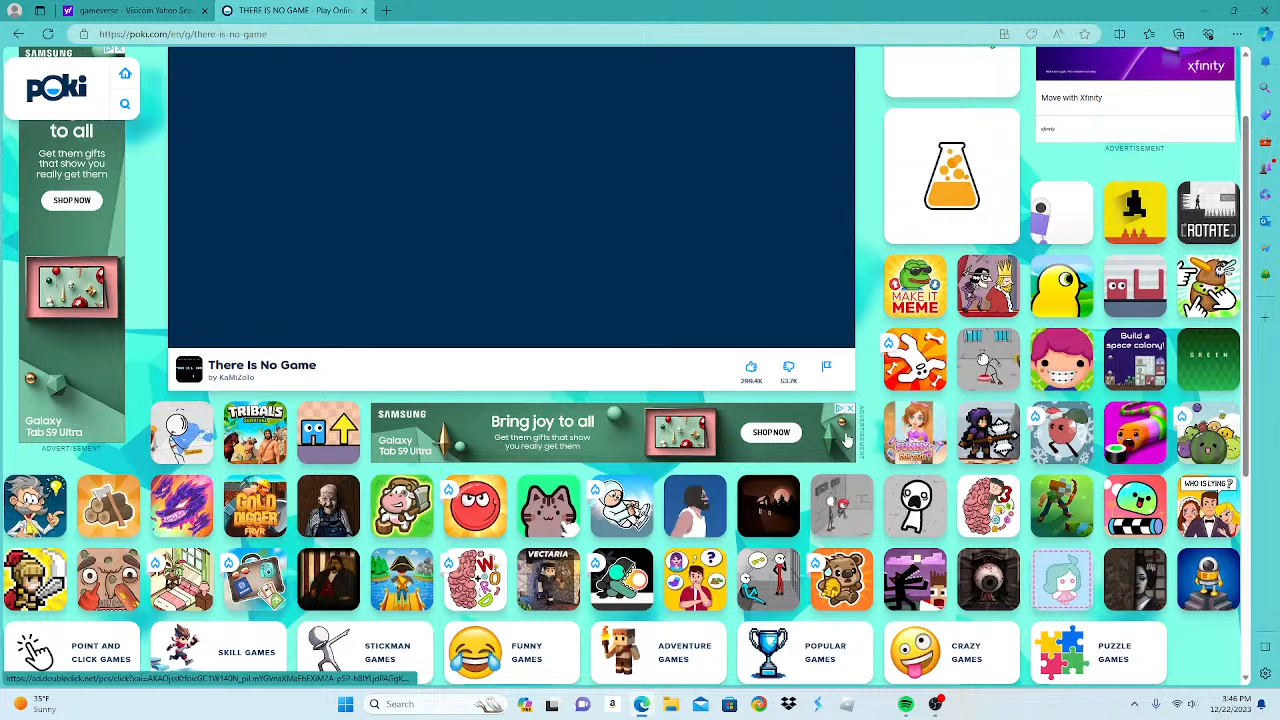 gameverse - Visicom Yahoo Sea
THERE IS NO GAME - Play Onlin
https://poki.com/en/g/there-is-no-game
SAMSUNG
POKI
to all
Get them gifts
that show you
really get them
SHOP NOW
Galaxy
Tab S9 Ultra
ADVERTISEMENT
There Is No Game
by KaMiZoTo
299.4K
53.7K
SAMSUNG
Galaxy
Tab S9 Ultra
Bring joy to all
Get them gifts that show
you really get them
SHOP NOW
ADVERTISEMENT
xfinity
Move with Xfinity
xfinity
ADVERTISEMENT
ROTATE
MAKE IT
MEME
Build a
space colony!
GREEN
TRIBALS
SURVIVAL
GOLD
DIGGER
FRVR
WHO IS LYING?
VECTARIA
POINT AND
CLICK GAMES
SKILL GAMES
STICKMAN
GAMES
FUNNY
GAMES
ADVENTURE
GAMES
POPULAR
GAMES
CRAZY
GAMES
PUZZLE
GAMES
35°F
Sunny
Search
3:46 PM
12/22/2023